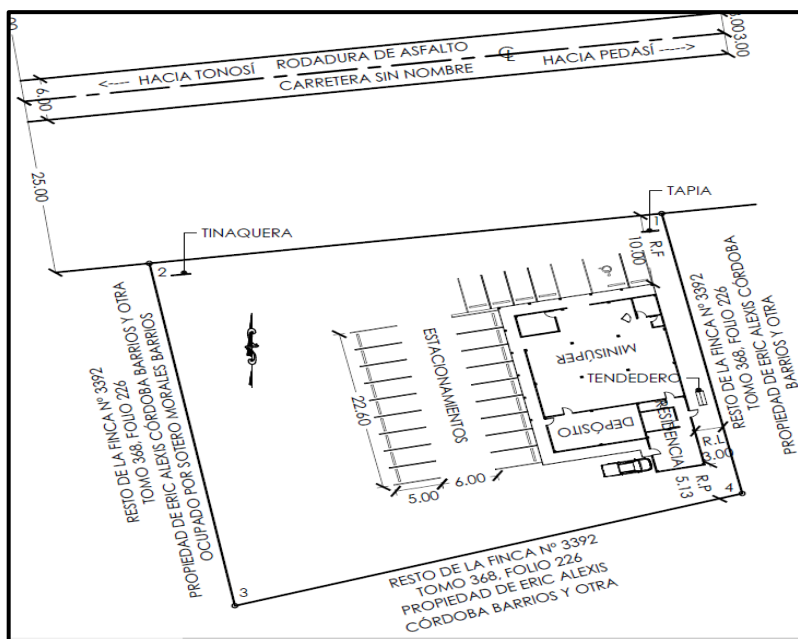 3.00 3.00
RODADURA DE ASFALTO
<---- HACIA TONOSÍ
CL
HACIA PEDASÍ ---->
CARRETERA SIN NOMBRE
6.00
25.00
TAPIA
TINAQUERA
1
2
R.F
10.00
RESTO DE LA FINCA Nº 3392
TOMO 368, FOLIO 226
PROPIEDAD DE ERIC ALEXIS CÓRDOBA BARRIOS Y OTRA
OCUPADO POR SOTERO MORALES BARRIOS
ESTACIONAMIENTOS
22.60
5.00
6.00
MINISÚPER
TENDEDERO
DEPÓSITO
RESIDENCIA
R.L
3.00
R.P
5.13
RESTO DE LA FINCA Nº 3392
TOMO 368, FOLIO 226
PROPIEDAD DE ERIC ALEXIS CÓRDOBA
BARRIOS Y OTRA
4
3
RESTO DE LA FINCA Nº 3392
TOMO 368, FOLIO 226
PROPIEDAD DE ERIC ALEXIS
CÓRDOBA BARRIOS Y OTRA